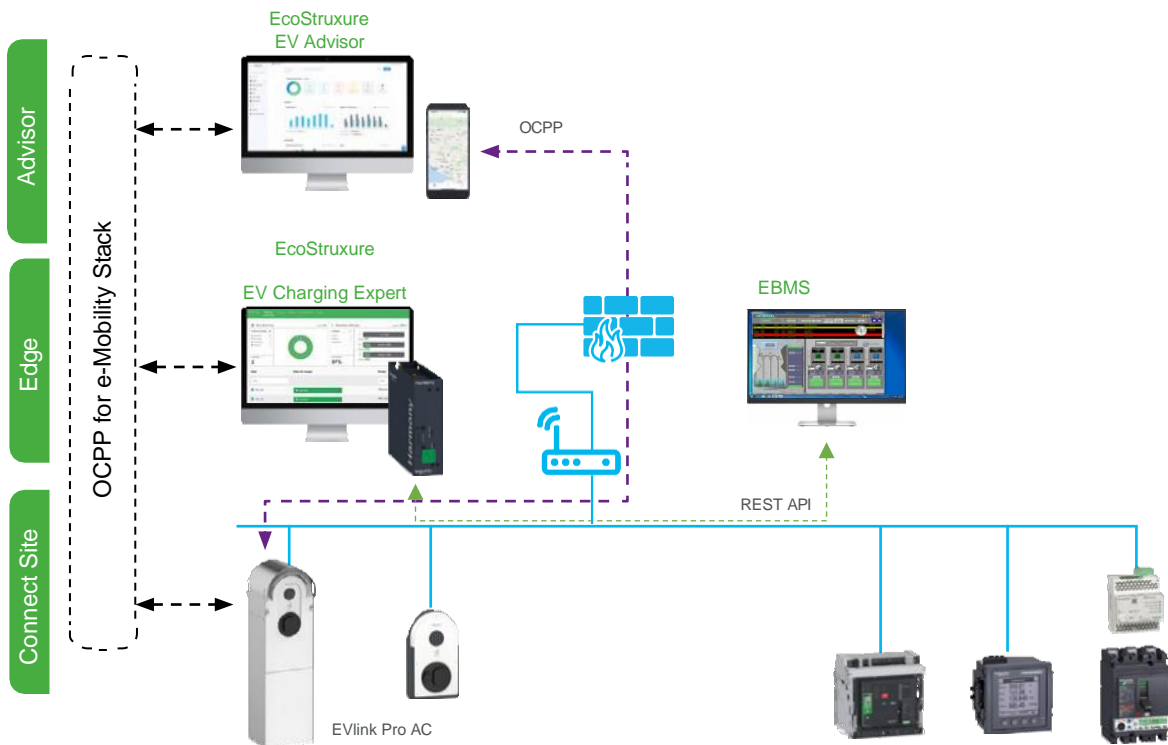 EcoStruxure
EV Advisor
Advisor
OCPP
OCPP for e-Mobility Stack
EcoStruxure
EV Charging Expert
Edge
EBMS
Harmony
REST API
Connect Site
EVlink Pro AC